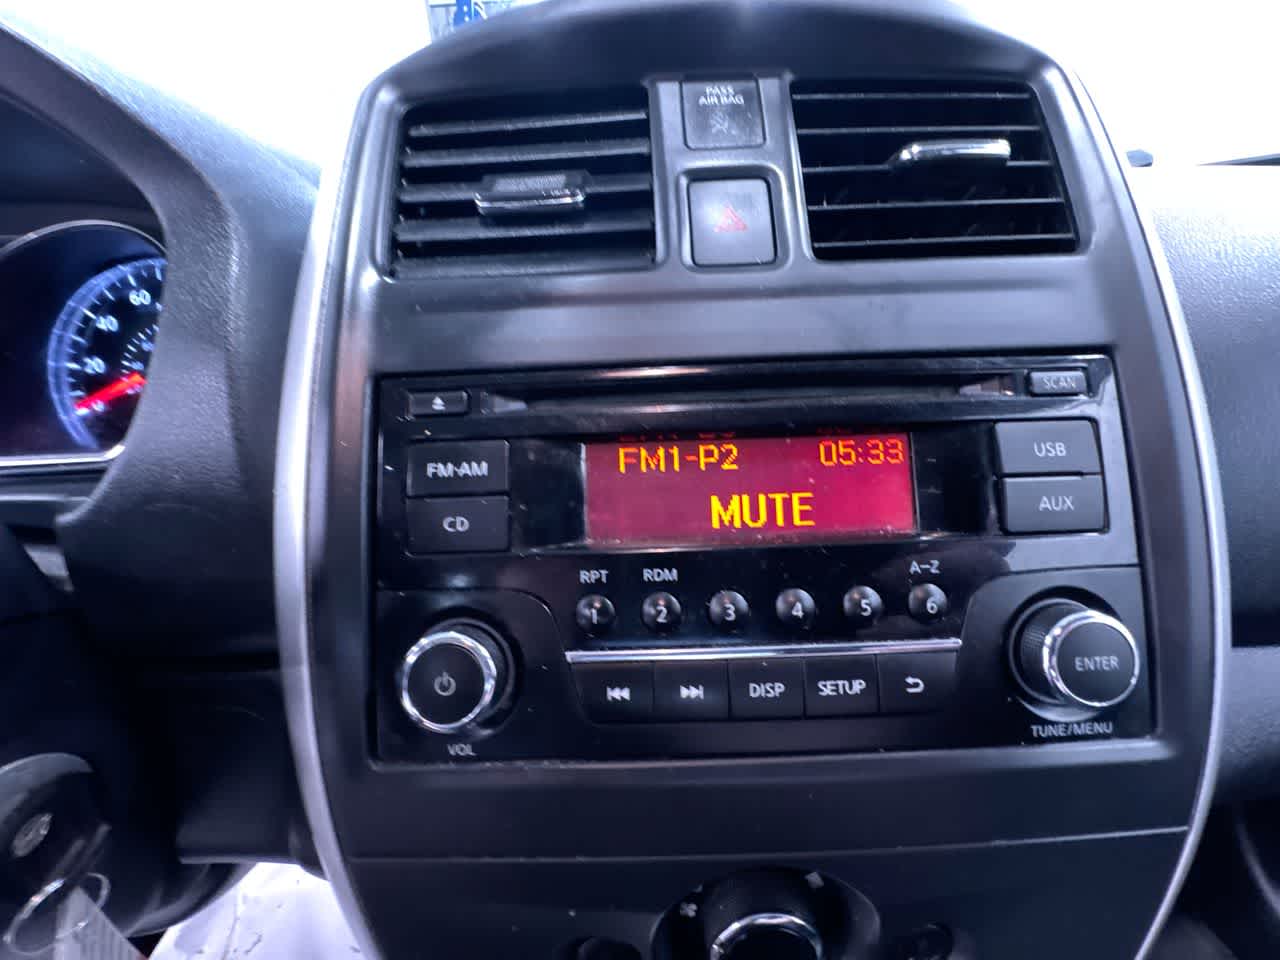 PASS
AIR BAG
60
40
20
SCAN
FM·AM
CD
FM1-P2 05:33
MUTE
USB
AUX
RPT RDM A-Z
1 2 3 4 5 6
DISP SETUP
ENTER
VOL
TUNE/MENU